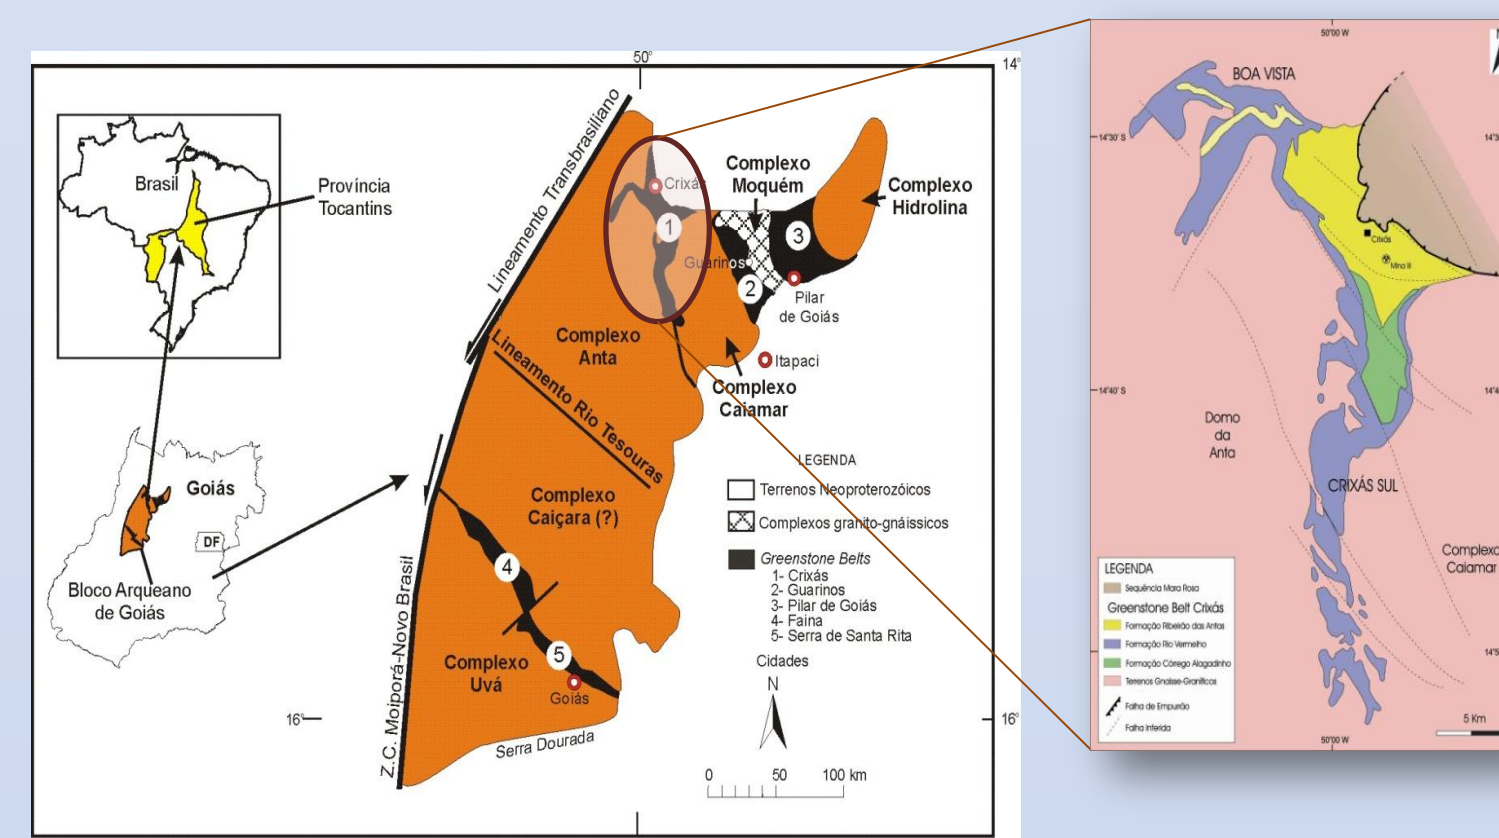 50°
14°
Brasil
Província
Tocantins
Lineamento Transbrasiliano
Crixás
Complexo
Moquém
Complexo
Hidrolina
1
3
Guarinos
2
Pilar
de Goiás
Complexo
Anta
Itapaci
Lineamento Rio Tesouras
Complexo
Caiamar
Goiás
DF
Bloco Arqueano
de Goiás
Complexo
Caiçara (?)
4
5
Complexo
Uvá
Goiás
Z.C. Moiporá-Novo Brasil
Serra Dourada
16°
16°
LEGENDA
Terrenos Neoproterozóicos
Complexos granito-gnáissicos
Greenstone Belts
1- Crixás
2- Guarinos
3- Pilar de Goiás
4- Faina
5- Serra de Santa Rita
Cidades
N
0 50 100 km
50°00 W
BOA VISTA
14°30' S
14°3
Crixás
Mina III
14°40' S
14°4
Domo
da
Anta
CRIXÁS SUL
Complexo
Caiamar
14°5
LEGENDA
Sequência Mara Rosa
Greenstone Belt Crixás
Formação Ribeirão das Antas
Formação Rio Vermelho
Formação Córrego Alagadinho
Terrenos Gnaisse-Graníticos
Falha de Empurrão
Falha Inferida
5 Km
50°00 W